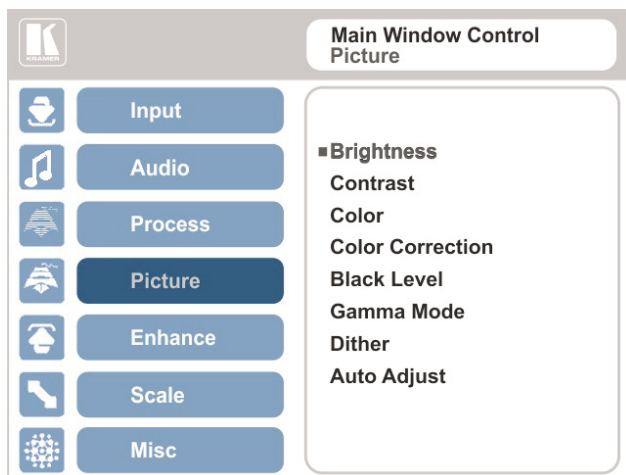 KRAMER
Main Window Control
Picture
Input
Audio
Process
Picture
Enhance
Scale
Misc
Brightness
Contrast
Color
Color Correction
Black Level
Gamma Mode
Dither
Auto Adjust